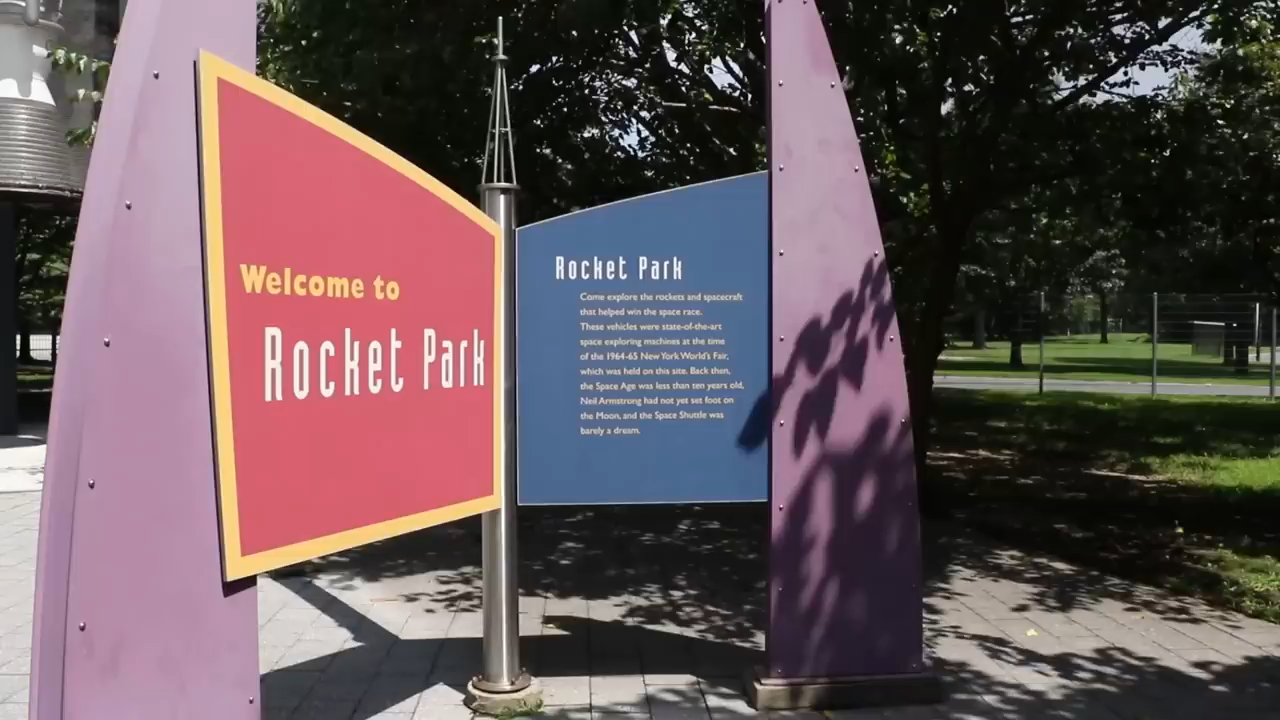 Welcome to
Rocket Park
Rocket Park
Come explore the rockets and spacecraft
that helped win the space race.
These vehicles were state-of-the-art
space exploring machines at the time
of the 1964-65 New York World's Fair,
which was held on this site. Back then,
the Space Age was less than ten years old,
Neil Armstrong had not yet set foot on
the Moon, and the Space Shuttle was
barely a dream.